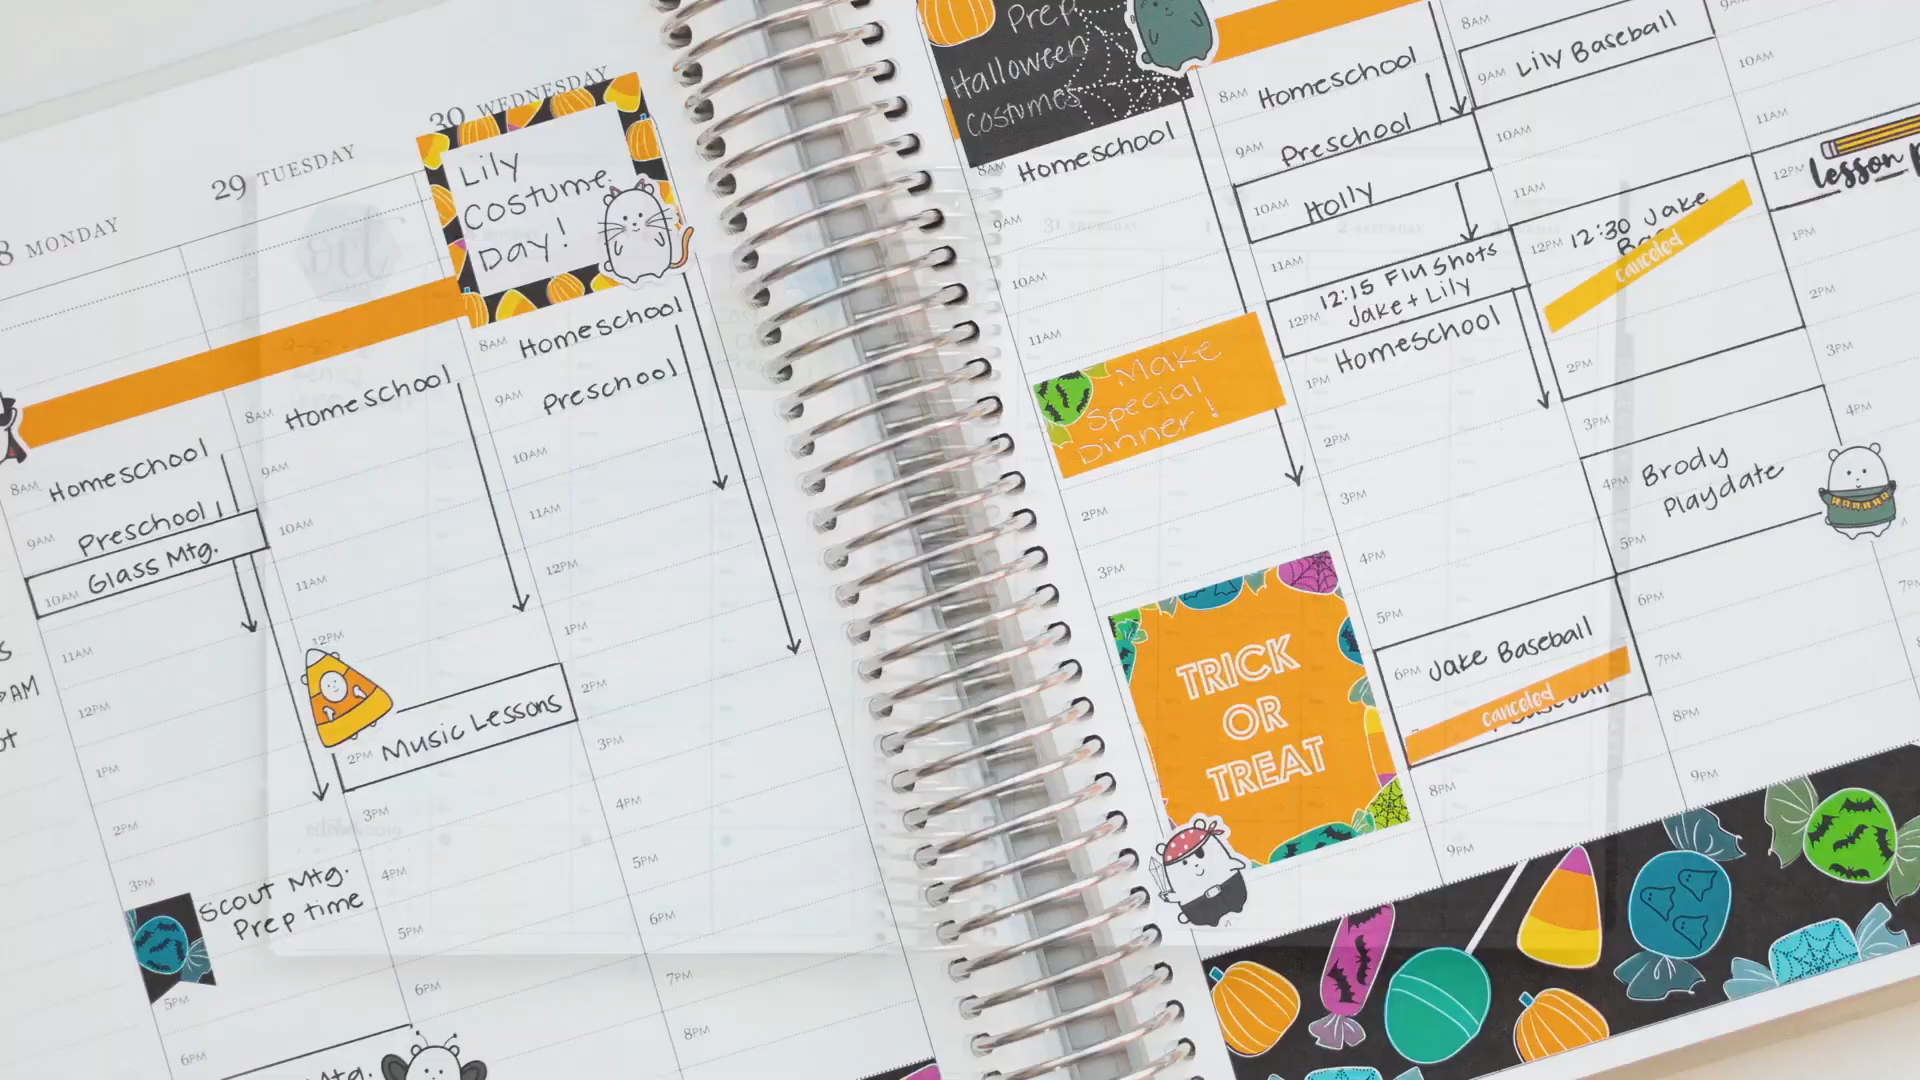 8 MONDAY
8AM Homeschool
9AM Preschool
10AM Glass Mtg.
11AM
12PM
1PM
2PM
3PM
Scout Mtg.
Prep time
5PM
6PM
Mtg.
AM
29 TUESDAY
8AM Homeschool
9AM
10AM
11AM
12PM
2PM Music Lessons
3PM
4PM
5PM
6PM
30 WEDNESDAY
Lily
Costume
Day!
8AM Homeschool
9AM Preschool
10AM
11AM
12PM
1PM
2PM
3PM
4PM
5PM
6PM
7PM
8PM
Prep
Halloween
costumes
8AM Homeschool
9AM
10AM
11AM
Make
Special
Dinner!
2PM
3PM
TRICK
OR
TREAT
8AM Homeschool
9AM Preschool
10AM Holly
11AM
12:15 Flu Shots
12PM Jake + Lily
Homeschool
1PM
2PM
3PM
4PM
5PM
6PM Jake Baseball
canceled
8PM
9PM
8AM
9AM Lily Baseball
10AM
11AM
12PM 12:30 Jake
canceled
2PM
3PM
4PM Brody
Playdate
5PM
6PM
7PM
8PM
9PM
9AM
10AM
11AM
12PM lesson
1PM
2PM
3PM
4PM